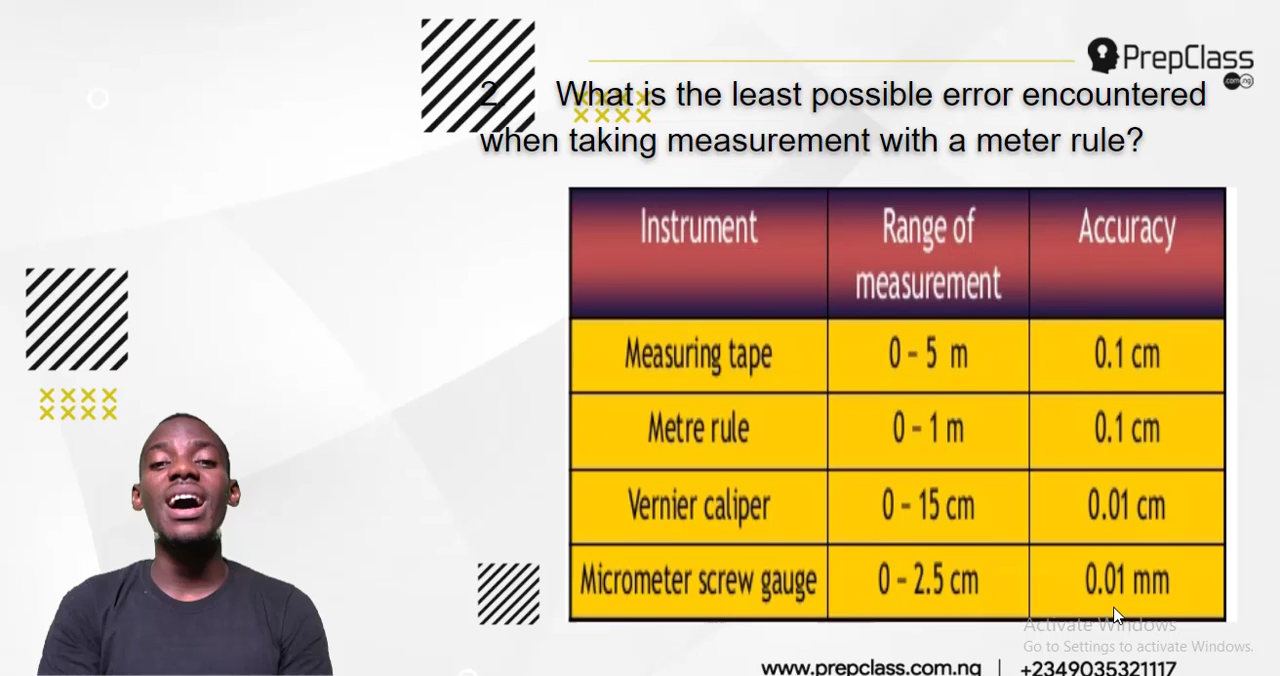 PrepClass
.com.ng
2 What is the least possible error encountered
when taking measurement with a meter rule?
Instrument Range of measurement Accuracy
Measuring tape 0 - 5 m 0.1 cm
Metre rule 0 - 1 m 0.1 cm
Vernier caliper 0 - 15 cm 0.01 cm
Micrometer screw gauge 0 - 2.5 cm 0.01 mm
Activate Windows
Go to Settings to activate Windows.
www.prepclass.com.ng | +2349035321117